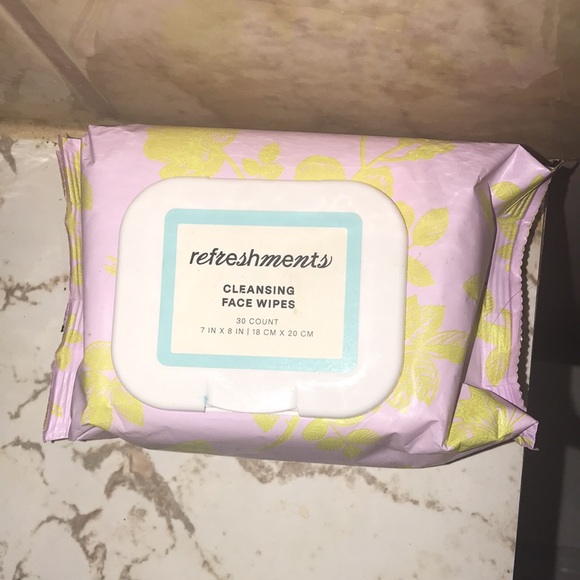 refreshments
CLEANSING
FACE WIPES
30 COUNT
7 IN X 8 IN | 18 CM X 20 CM